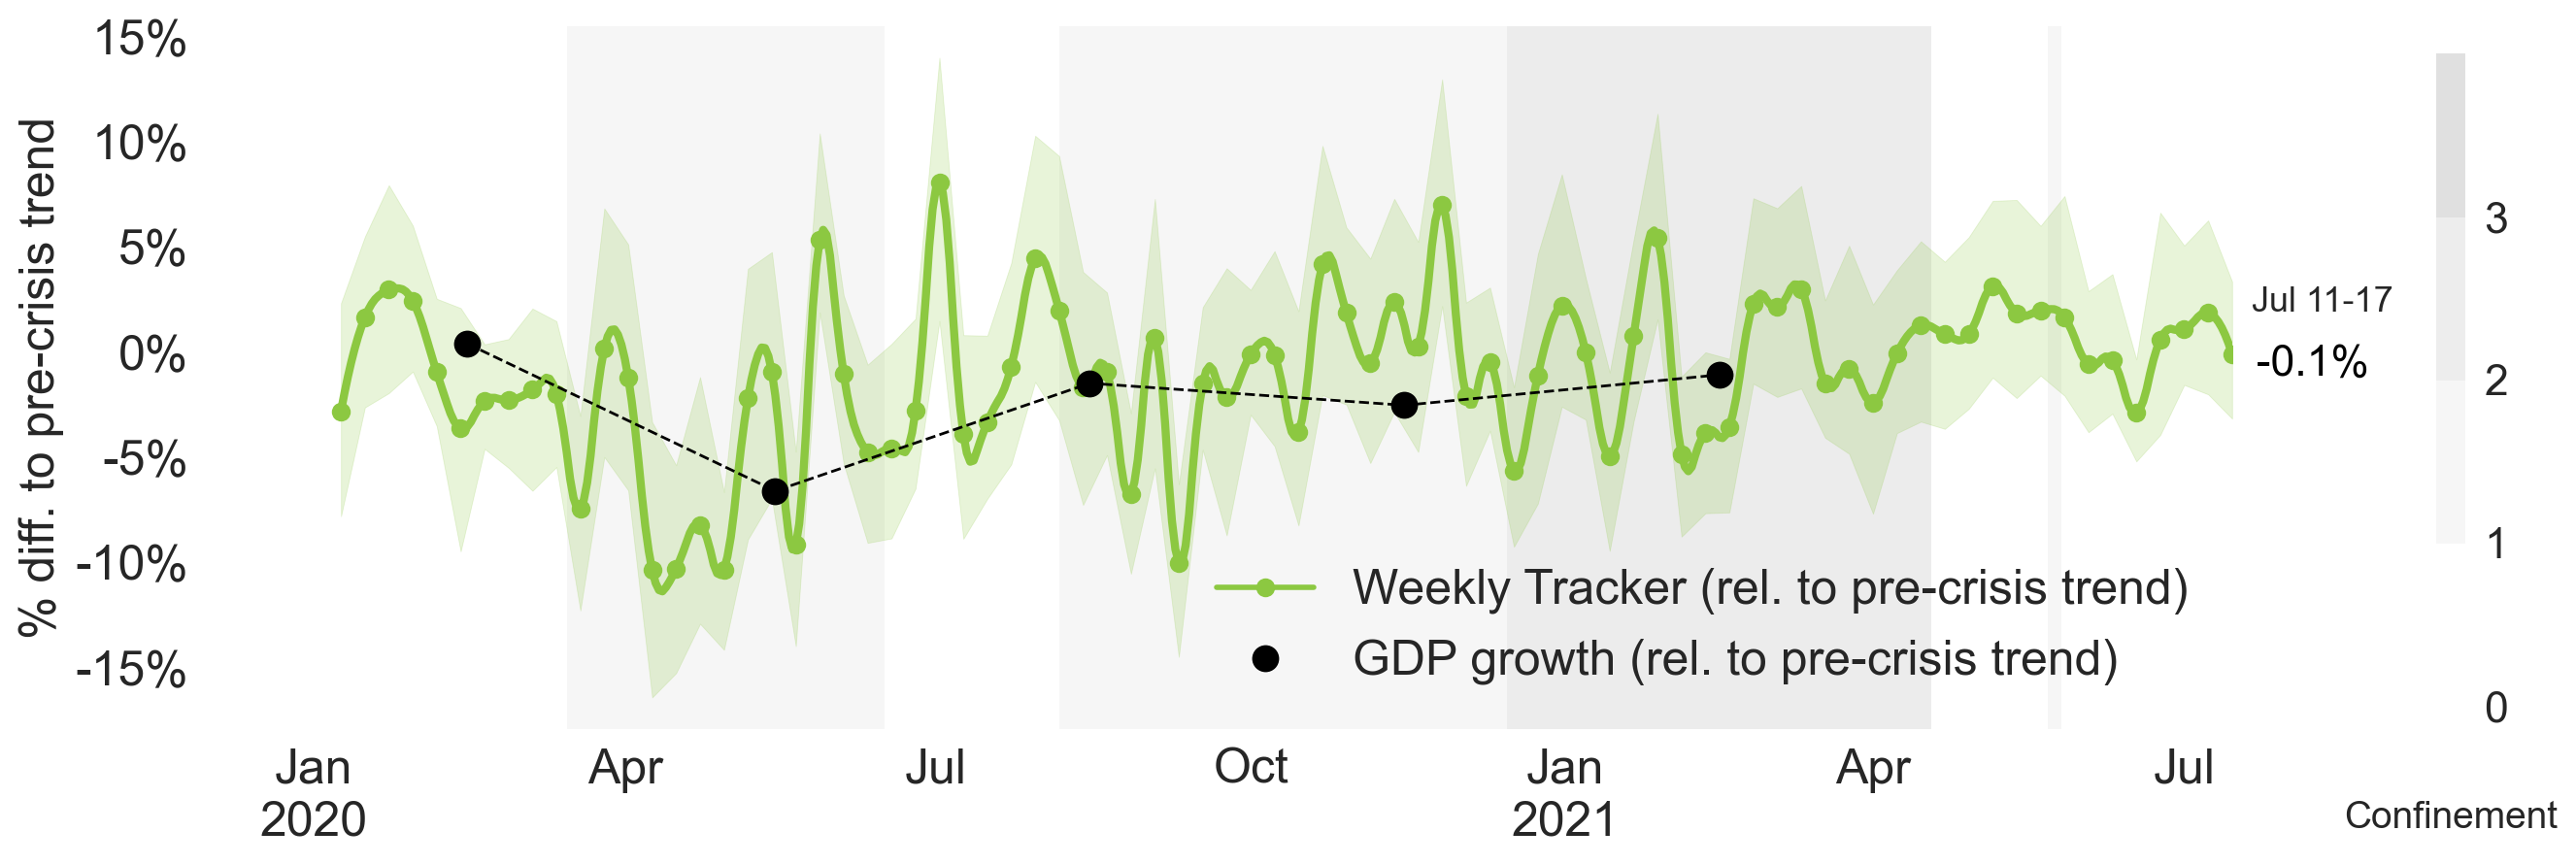 % diff. to pre-crisis trend
15%
10%
5%
0%
-5%
-10%
-15%
Jan
2020
Apr
Jul
Oct
Jan
2021
Apr
Jul
Weekly Tracker (rel. to pre-crisis trend)
GDP growth (rel. to pre-crisis trend)
Jul 11-17
-0.1%
3
2
1
0
Confinement